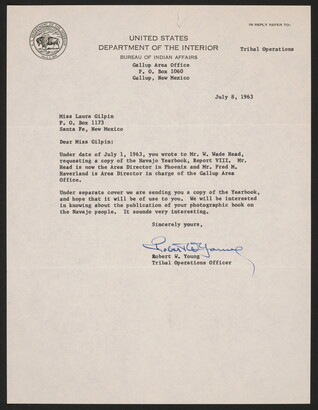 IN REPLY REFER TO:
UNITED STATES
DEPARTMENT OF THE INTERIOR
BUREAU OF INDIAN AFFAIRS
Gallup Area Office
P. O. Box 1060
Gallup, New Mexico
Tribal Operations
July 8, 1963
Miss Laura Gilpin
P. O. Box 1173
Santa Fe, New Mexico
Dear Miss Gilpin:
Under date of July 1, 1963, you wrote to Mr. W. Wade Head,
requesting a copy of the Navajo Yearbook, Report VIII. Mr.
Head is now the Area Director in Phoenix and Mr. Fred M.
Haverland is Area Director in charge of the Gallup Area
Office.
Under separate cover we are sending you a copy of the Yearbook,
and hope that it will be of use to you. We will be interested
in knowing about the publication of your photographic book on
the Navajo people. It sounds very interesting.
Sincerely yours,
Robert W Young
Robert W. Young
Tribal Operations Officer